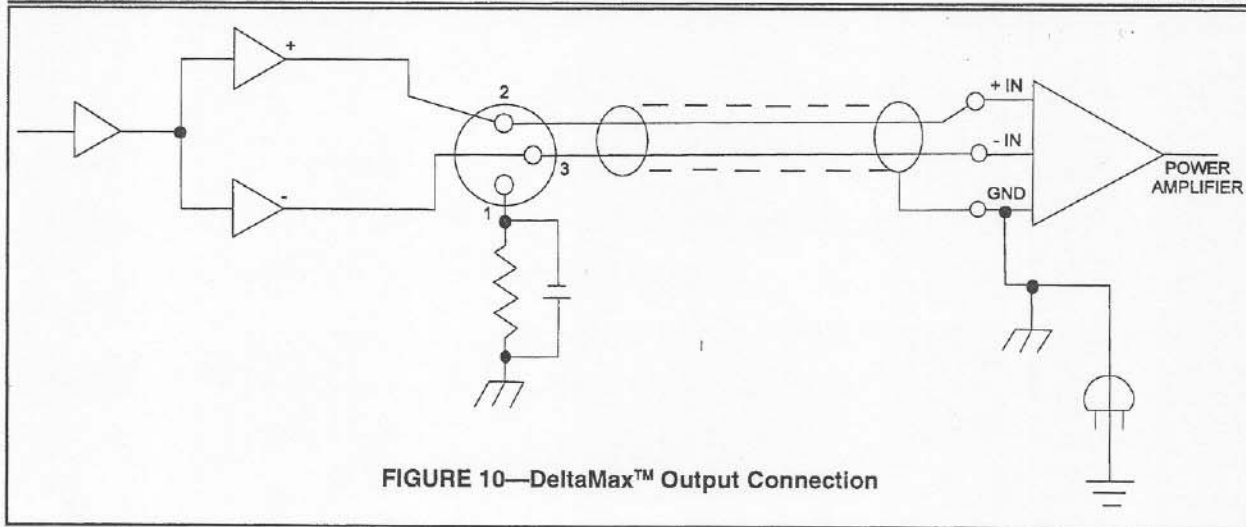 +
2
+ IN
3
- IN
POWER
AMPLIFIER
-
GND
1
FIGURE 10—DeltaMax™ Output Connection